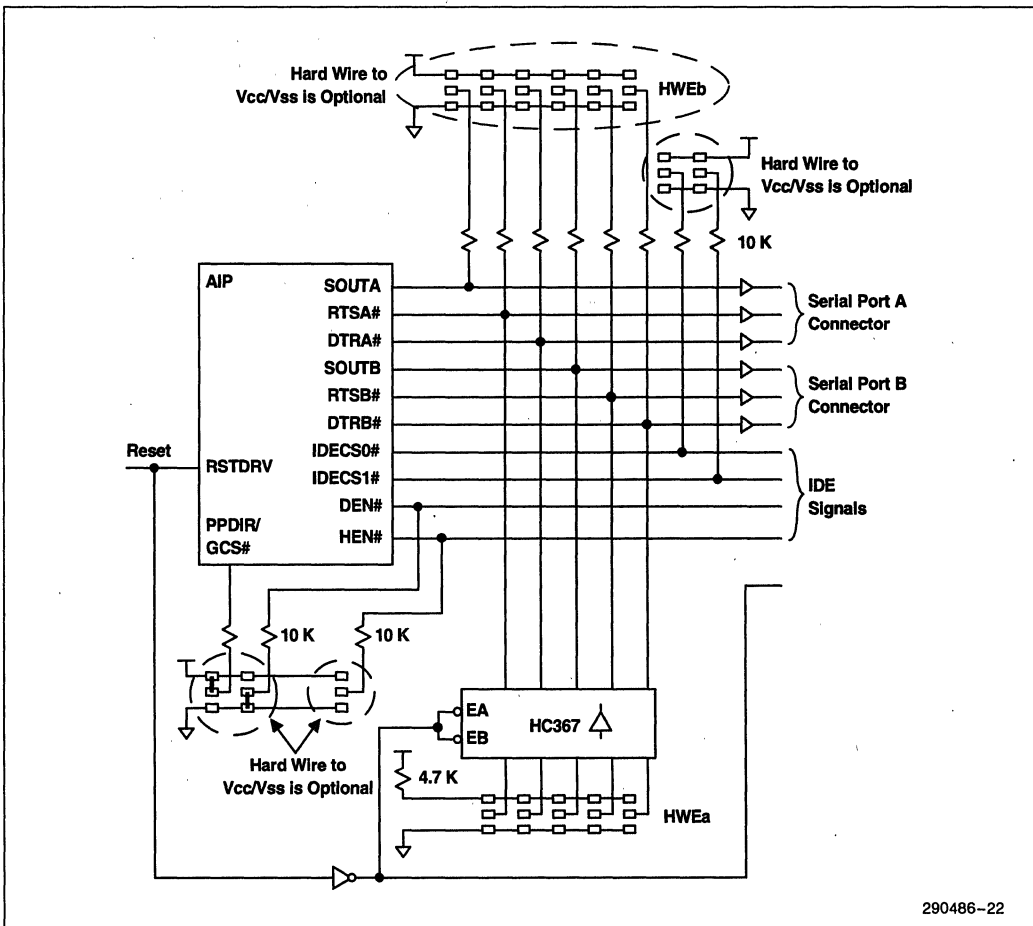 Hard Wire to
Vcc/Vss is Optional
HWEb
Hard Wire to
Vcc/Vss is Optional
10 K
AIP
SOUTA
RTSA#
DTRA#
SOUTB
RTSB#
DTRB#
IDECS0#
IDECS1#
DEN#
HEN#
Serial Port A
Connector
Serial Port B
Connector
IDE
Signals
Reset
RSTDRV
PPDIR/
GCS#
10 K
10 K
EA
EB
HC367
Hard Wire to
Vcc/Vss is Optional
4.7 K
HWEa
290486–22